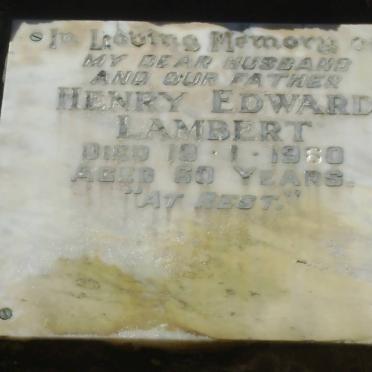 In Loving Memory O
MY DEAR HUSBAND
AND OUR FATHER
HENRY EDWARD
LAMBERT
DIED 19 · 1 · 1960
AGED 60 YEARS.
"AT REST."